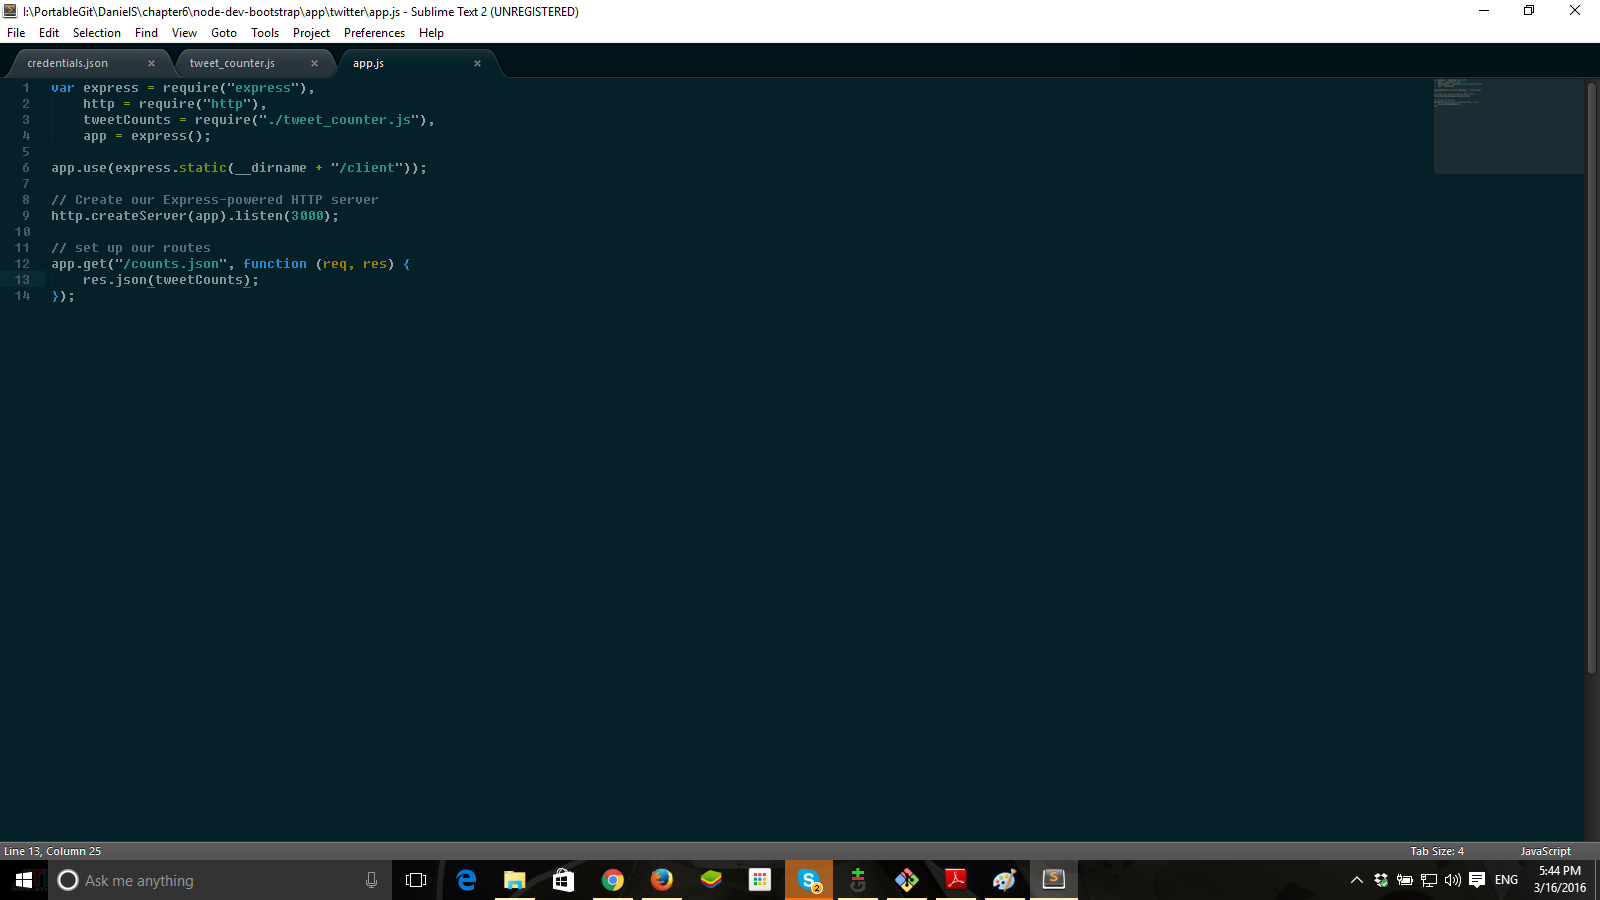 I:\PortableGit\DanielS\chapter6\node-dev-bootstrap\app\twitter\app.js - Sublime Text 2 (UNREGISTERED)
File Edit Selection Find View Goto Tools Project Preferences Help
credentials.json × tweet_counter.js × app.js ×
1 var express = require("express"),
2 http = require("http"),
3 tweetCounts = require("./tweet_counter.js"),
4 app = express();
5
6 app.use(express.static(__dirname + "/client"));
7
8 // Create our Express-powered HTTP server
9 http.createServer(app).listen(3000);
10
11 // set up our routes
12 app.get("/counts.json", function (req, res) {
13 res.json(tweetCounts);
14 });
Line 13, Column 25 Tab Size: 4 JavaScript
Ask me anything
2
ENG
5:44 PM
3/16/2016